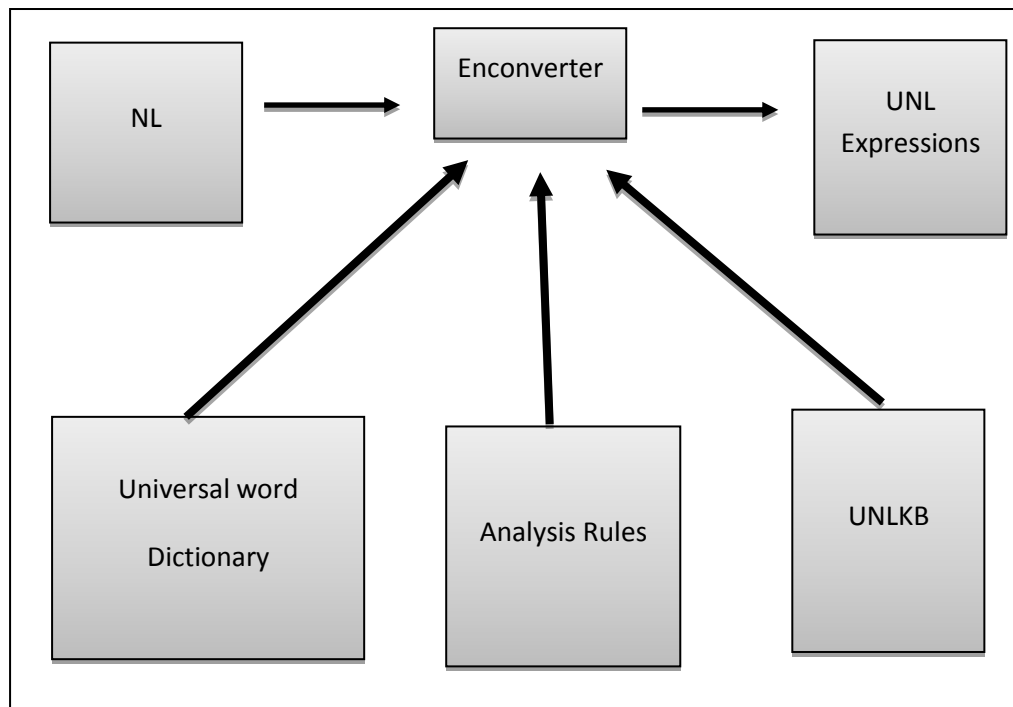 NL
Enconverter
UNL
Expressions
Universal word
Dictionary
Analysis Rules
UNLKB